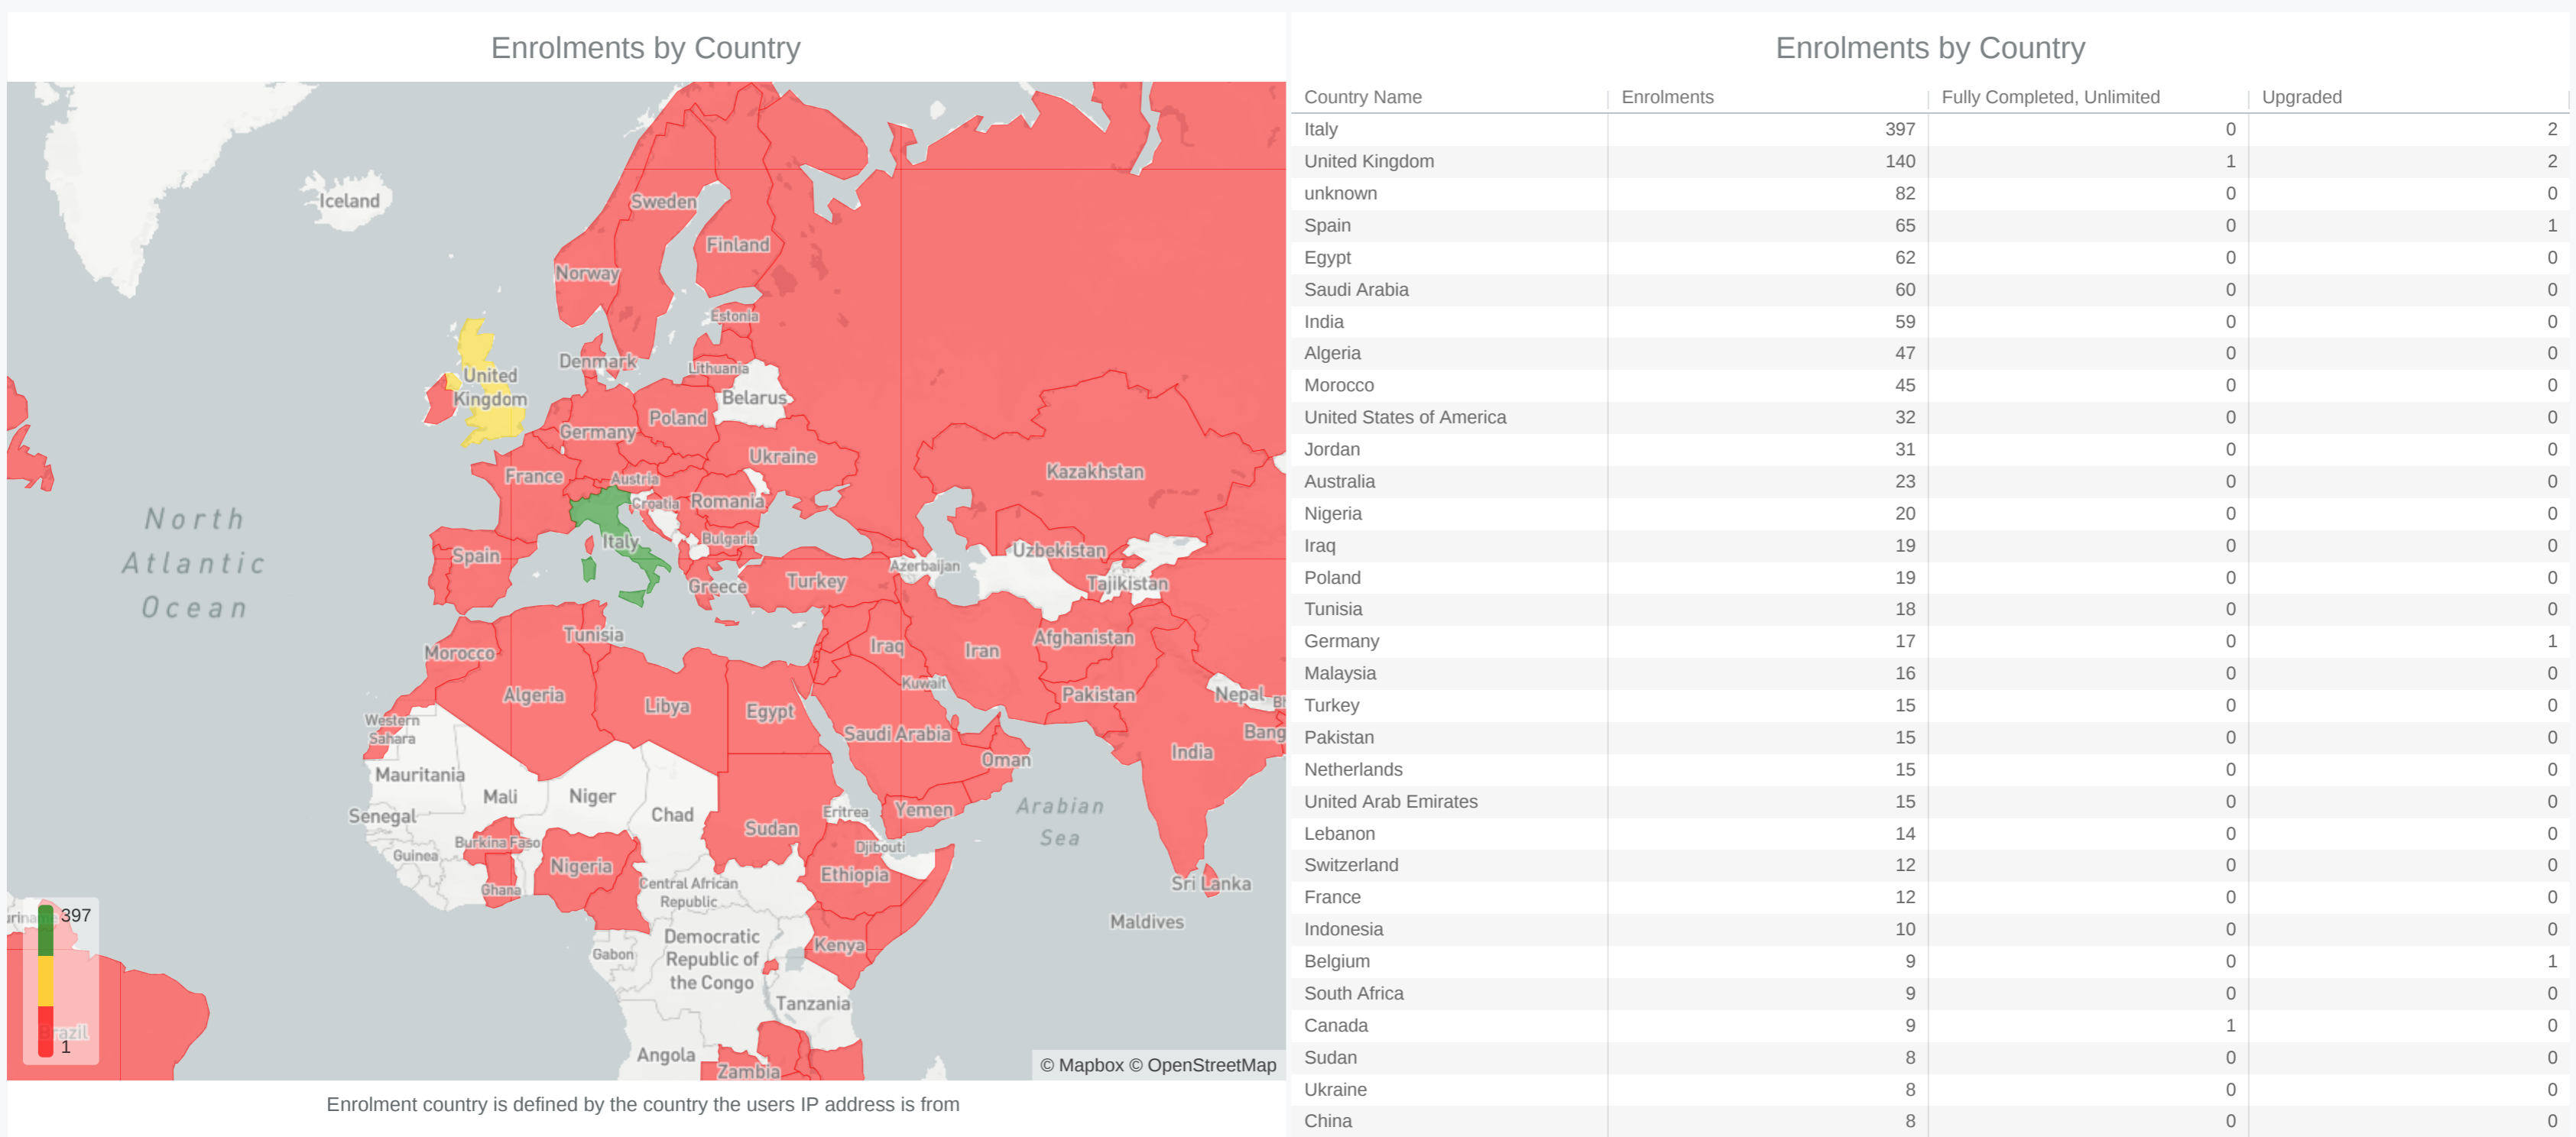 Enrolments by Country
Iceland
Sweden
Finland
Norway
Estonia
Denmark
Lithuania
United
Kingdom
Belarus
Poland
Germany
Ukraine
France
Austria
Kazakhstan
Croatia
Romania
North
Atlantic
Ocean
Italy
Bulgaria
Spain
Uzbekistan
Azerbaijan
Greece
Turkey
Tajikistan
Tunisia
Morocco
Iraq
Iran
Afghanistan
Algeria
Libya
Egypt
Kuwait
Pakistan
Nepal
Bh
Western
Sahara
Saudi Arabia
Bang
India
Oman
Mauritania
Mali
Niger
Chad
Senegal
Eritrea
Yemen
Arabian
Sea
Sudan
Burkina Faso
Guinea
Djibouti
Nigeria
Ethiopia
Ghana
Central African
Republic
Sri Lanka
Maldives
397
Democratic
Republic of
the Congo
Kenya
Gabon
Tanzania
Brazil
1
Angola
Zambia
© Mapbox © OpenStreetMap
Enrolment country is defined by the country the users IP address is from
Enrolments by Country
Country Name Enrolments Fully Completed, Unlimited Upgraded
Italy 397 0 2
United Kingdom 140 1 2
unknown 82 0 0
Spain 65 0 1
Egypt 62 0 0
Saudi Arabia 60 0 0
India 59 0 0
Algeria 47 0 0
Morocco 45 0 0
United States of America 32 0 0
Jordan 31 0 0
Australia 23 0 0
Nigeria 20 0 0
Iraq 19 0 0
Poland 19 0 0
Tunisia 18 0 0
Germany 17 0 1
Malaysia 16 0 0
Turkey 15 0 0
Pakistan 15 0 0
Netherlands 15 0 0
United Arab Emirates 15 0 0
Lebanon 14 0 0
Switzerland 12 0 0
France 12 0 0
Indonesia 10 0 0
Belgium 9 0 1
South Africa 9 0 0
Canada 9 1 0
Sudan 8 0 0
Ukraine 8 0 0
China 8 0 0